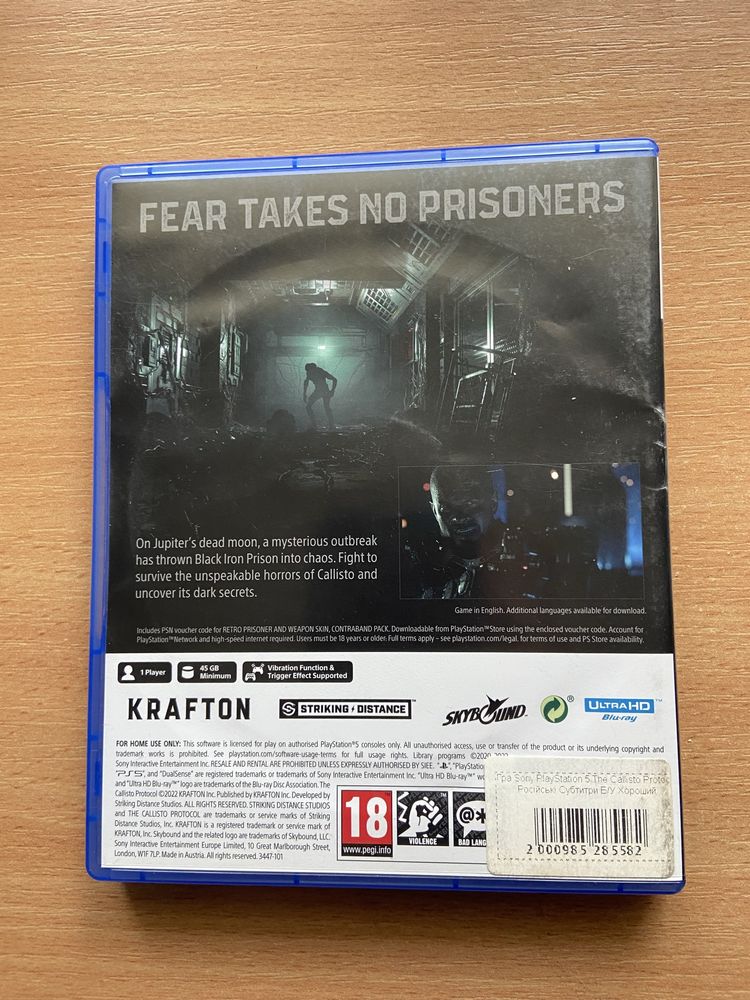 FEAR TAKES NO PRISONERS
On Jupiter's dead moon, a mysterious outbreak
has thrown Black Iron Prison into chaos. Fight to
survive the unspeakable horrors of Callisto and
uncover its dark secrets.
Game in English. Additional languages available for download.
Includes PSN voucher code for RETRO PRISONER AND WEAPON SKIN, CONTRABAND PACK. Downloadable from PlayStation™Store using the enclosed voucher code. Account for
PlayStation™Network and high-speed internet required. Users must be 18 years or older. Full terms apply – see playstation.com/legal. for terms of use and PS Store availability.
1 Player
45 GB
Minimum
Vibration Function &
Trigger Effect Supported
KRAFTON
STRIKING DISTANCE
SKYBOUND
ULTRA HD
Blu-ray™
FOR HOME USE ONLY: This software is licensed for play on authorised PlayStation®5 consoles only. All unauthorised access, use or transfer of the product or its underlying copyright and
trademark works is prohibited. See playstation.com/software-usage-terms for full usage rights. Library programs ©2020-2022
Sony Interactive Entertainment Inc. RESALE AND RENTAL ARE PROHIBITED UNLESS EXPRESSLY AUTHORISED BY SIEE. "PlayStation
"PS5", and "DualSense" are registered trademarks or trademarks of Sony Interactive Entertainment Inc. "Ultra HD Blu-ray™"
and "Ultra HD Blu-ray™" logo are trademarks of the Blu-ray Disc Association. The
Callisto Protocol ©2022 KRAFTON Inc. Published by KRAFTON Inc. Developed by
Striking Distance Studios. ALL RIGHTS RESERVED. STRIKING DISTANCE STUDIOS
and THE CALLISTO PROTOCOL are trademarks or service marks of Striking
Distance Studios, Inc. KRAFTON is a registered trademark or service mark of
KRAFTON, Inc. Skybound and the related logo are trademarks of Skybound, LLC.
Sony Interactive Entertainment Europe Limited, 10 Great Marlborough Street,
London, W1F 7LP. Made in Austria. All rights reserved. 3447-101
18
www.pegi.info
VIOLENCE
@*
BAD LANG
Гра Sony PlayStation 5 The Callisto Protoc
Російські Субтитри Б/У Хороший
2 000985 285582